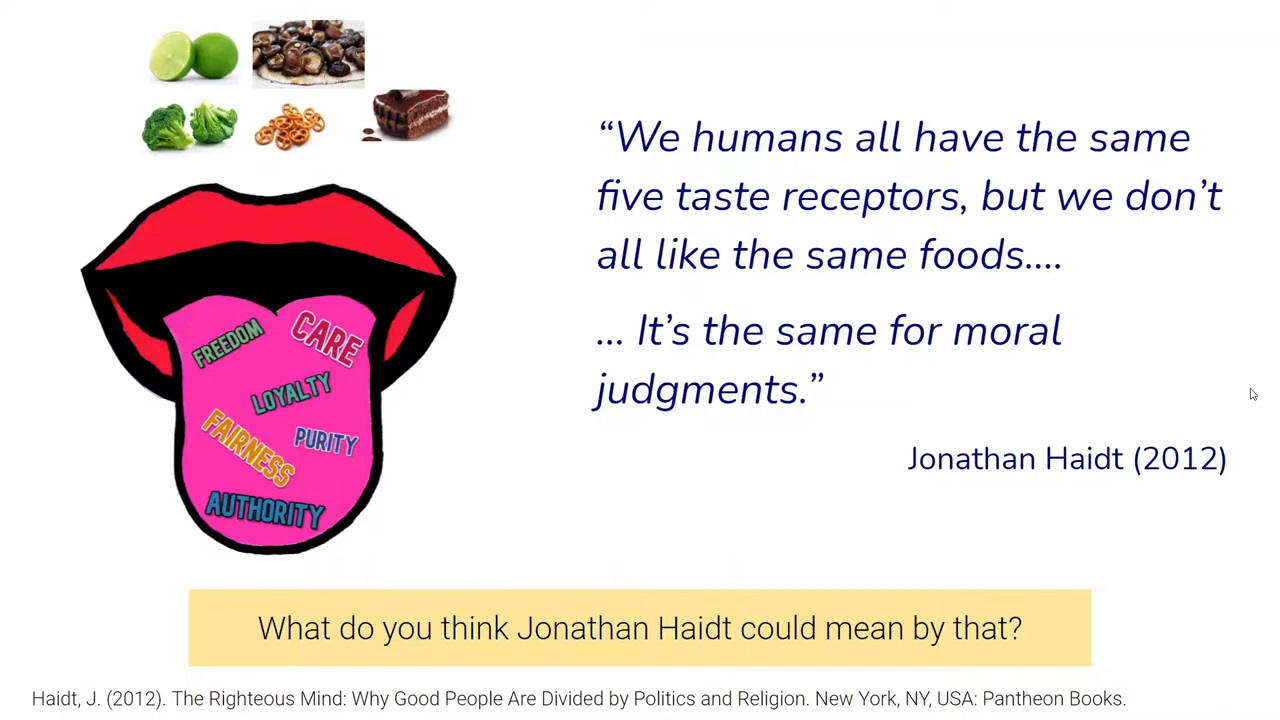 “We humans all have the same
five taste receptors, but we don’t
all like the same foods....
... It’s the same for moral
judgments.”
Jonathan Haidt (2012)
FREEDOM
CARE
LOYALTY
FAIRNESS
PURITY
AUTHORITY
What do you think Jonathan Haidt could mean by that?
Haidt, J. (2012). The Righteous Mind: Why Good People Are Divided by Politics and Religion. New York, NY, USA: Pantheon Books.